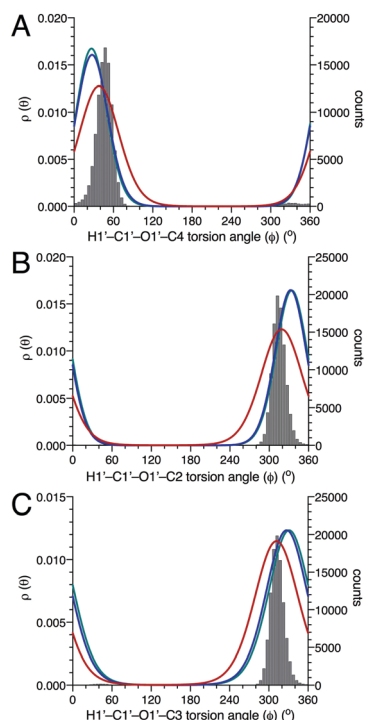 A
0.020 20000
0.015 15000
0.010 10000
0.005 5000
0.000 0
ρ (θ)
counts
0 60 120 180 240 300 360
H1'–C1'–O1'–C4 torsion angle (ϕ) (°)
B
0.020 30000
25000
0.015
20000
0.010 15000
10000
0.005
5000
0.000 0
ρ (θ)
counts
0 60 120 180 240 300 360
H1'–C1'–O1'–C2 torsion angle (ϕ) (°)
C
0.015 25000
20000
0.010
15000
10000
0.005
5000
0.000 0
ρ (θ)
counts
0 60 120 180 240 300 360
H1'–C1'–O1'–C3 torsion angle (ϕ) (°)